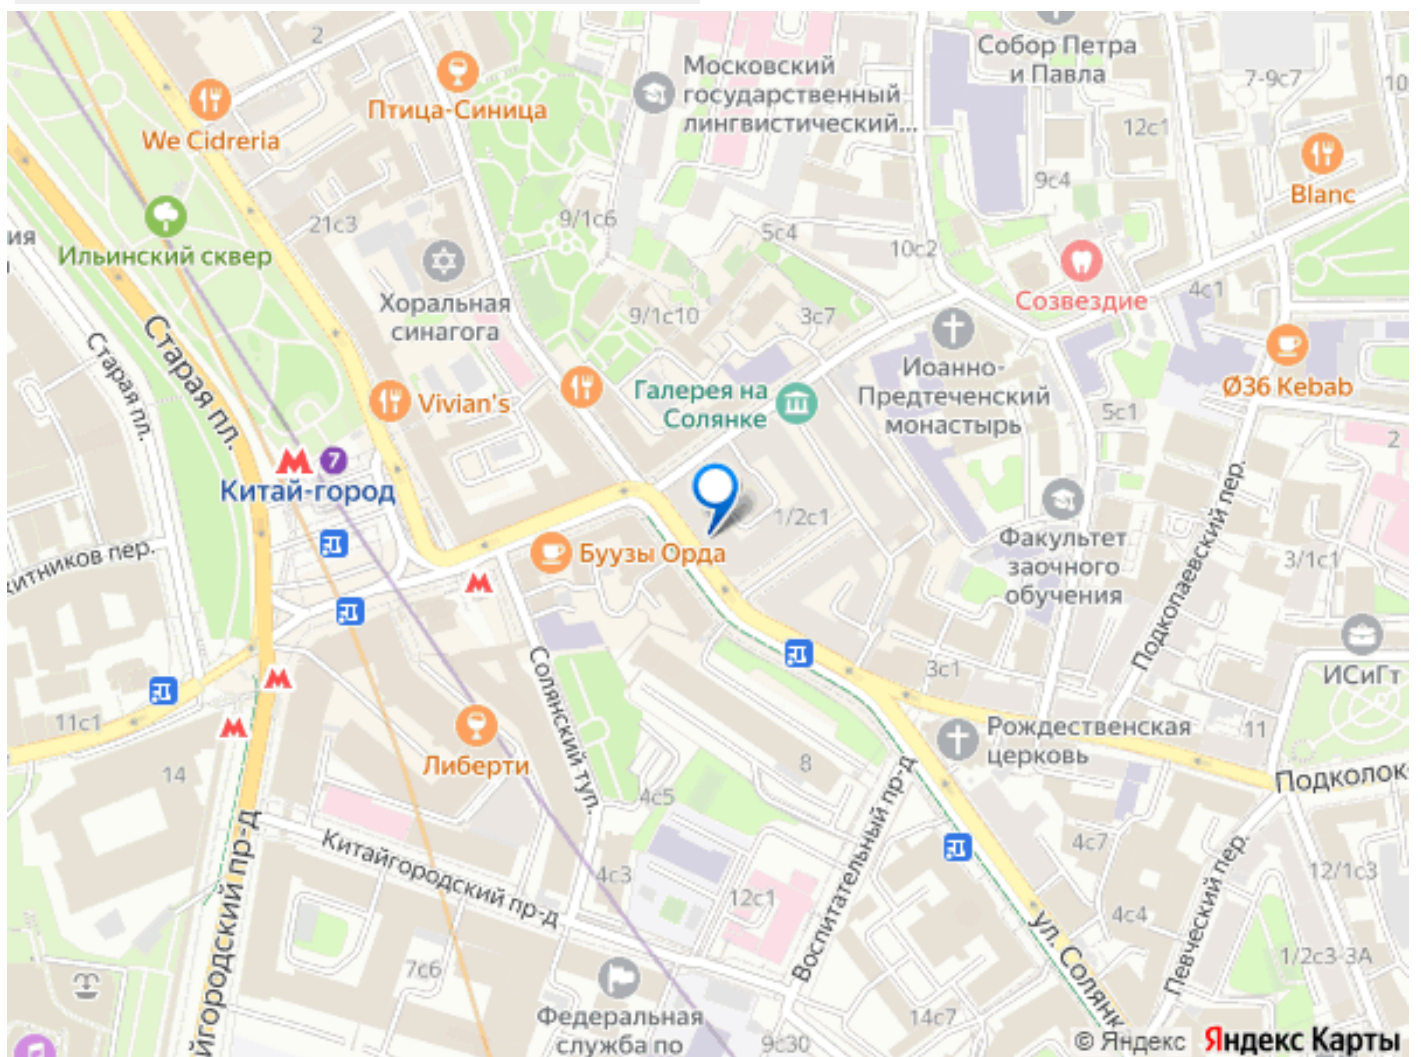 2
Птица-Синица
We Cidreria
Московский
государственный
лингвистический...
Собор Петра
и Павла
7-9с7
10
12с1
Blanc
9с4
Ильинский сквер
ия
21с3
9/1с6
5с4
10с2
Хоральная
синагога
9/1с10
3с7
Созвездие
4с1
Старая пл.
Старая пл.
Vivian's
Галерея на
Солянке
Иоанно-
Предтеченский
монастырь
Ø36 Kebab
5с1
2
7
Китай-город
1/2с1
Буузы Орда
Факультет
заочного
обучения
Подкопаевский пер.
3/1с1
китников пер.
Солянский туп.
3с1
ИСиГт
11с1
14
Либерти
Рождественская
церковь
11
8
Подколок-
4с5
Воспитательный пр-д
Китайгородский пр-д
йгородский пр-д
4с3
12с1
4с7
Певческий пер.
12/1с3
4с4
ул. Солянк
7с6
1/2с3-3А
Федеральная
служба по
9с30
14с7
© Яндекс Яндекс Карты